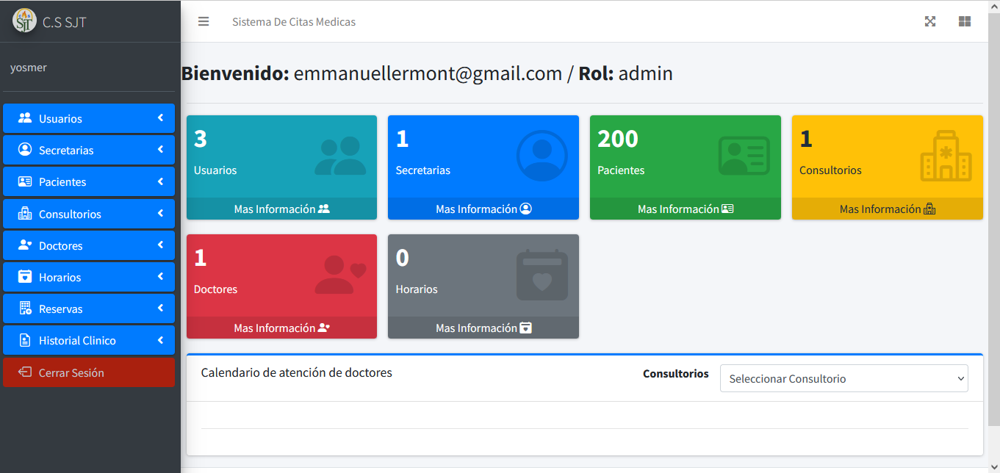 SJT
C.S SJT
Sistema De Citas Medicas
yosmer
Bienvenido: emmanuellermont@gmail.com / Rol: admin
Usuarios
Secretarias
Pacientes
Consultorios
Doctores
Horarios
Reservas
Historial Clinico
Cerrar Sesión
3
Usuarios
Mas Información
1
Secretarias
Mas Información
200
Pacientes
Mas Información
1
Consultorios
Mas Información
1
Doctores
Mas Información
0
Horarios
Mas Información
Calendario de atención de doctores
Consultorios
Seleccionar Consultorio